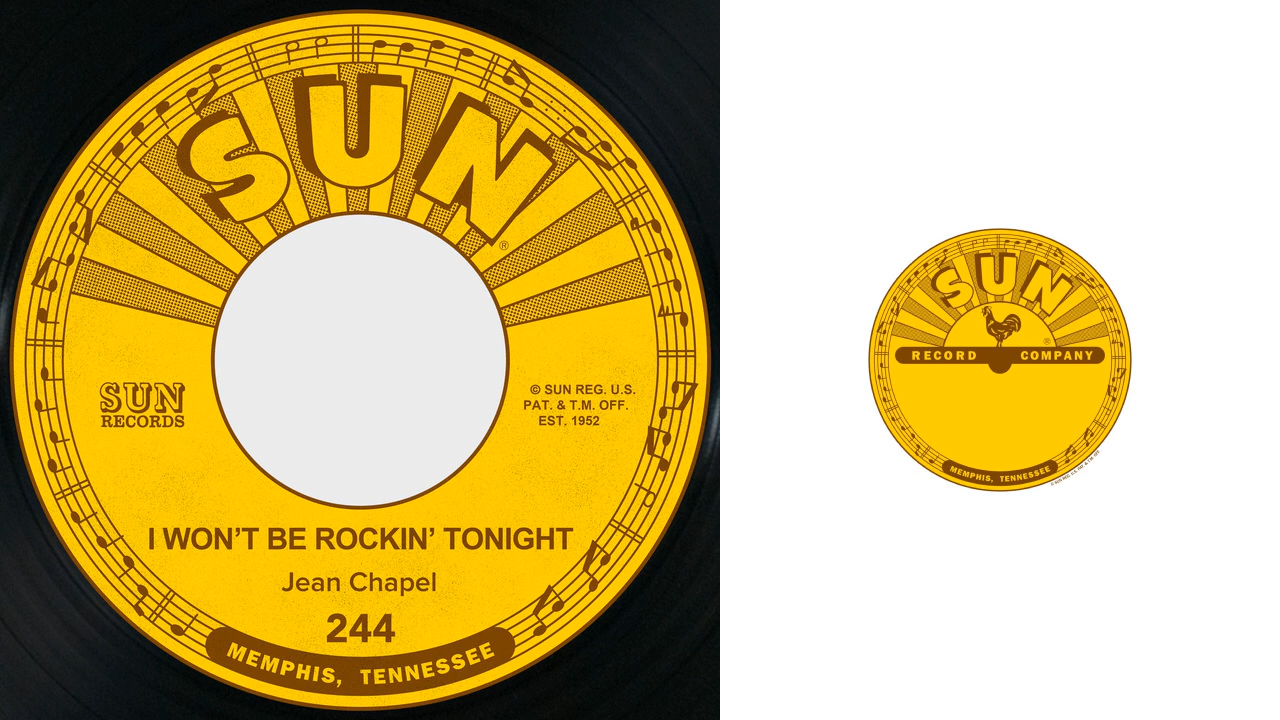 SUN
®
SUN
RECORDS
© SUN REG. U.S.
PAT. & T.M. OFF.
EST. 1952
I WON’T BE ROCKIN’ TONIGHT
Jean Chapel
244
MEMPHIS, TENNESSEE
SUN
®
RECORD COMPANY
MEMPHIS, TENNESSEE